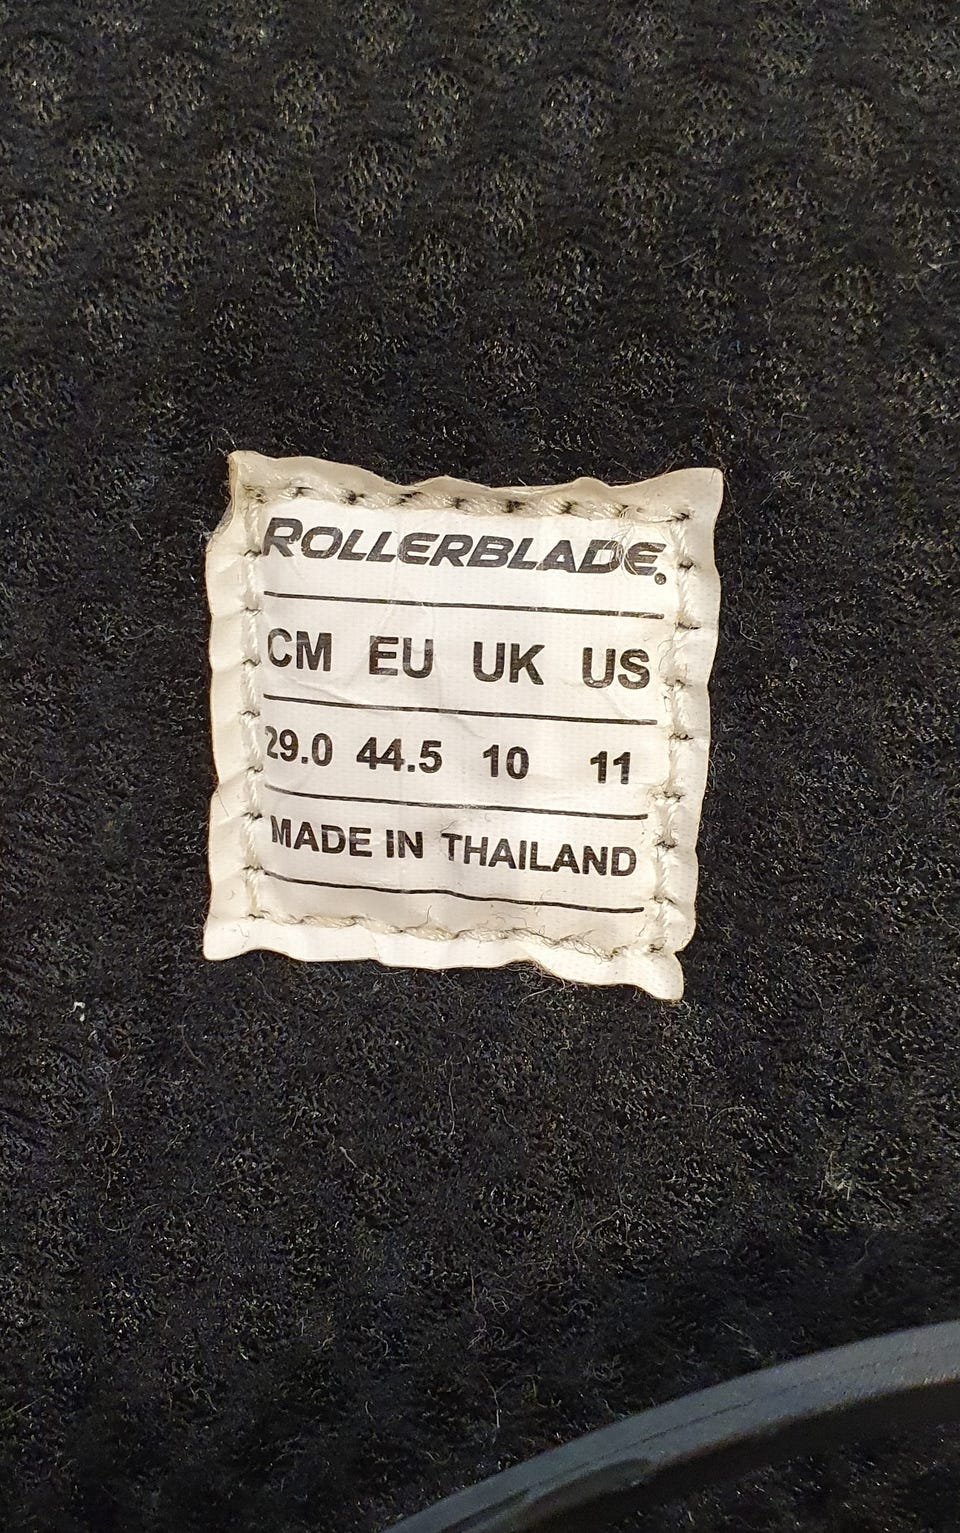 ROLLERBLADE.
CM EU UK US
29.0 44.5 10 11
MADE IN THAILAND